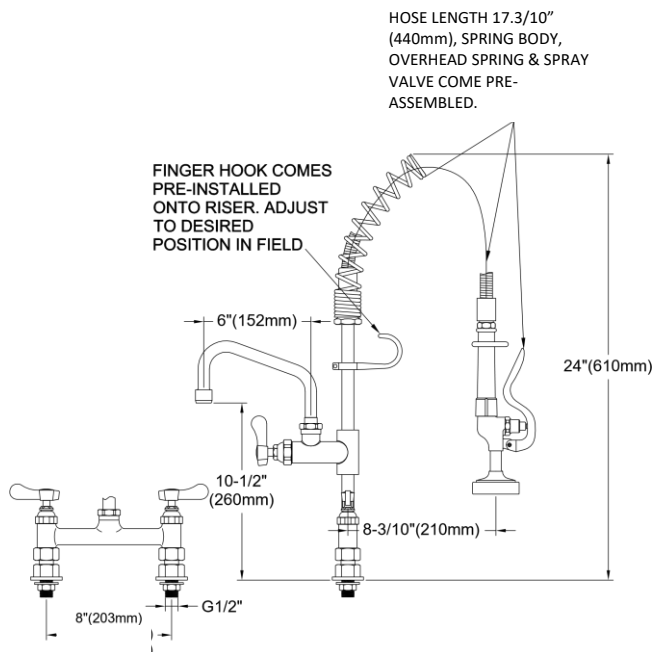 HOSE LENGTH 17.3/10"
(440mm), SPRING BODY,
OVERHEAD SPRING & SPRAY
VALVE COME PRE-
ASSEMBLED.
FINGER HOOK COMES
PRE-INSTALLED
ONTO RISER. ADJUST
TO DESIRED
POSITION IN FIELD
6"(152mm)
24"(610mm)
10-1/2"
(260mm)
8-3/10"(210mm)
G1/2"
8"(203mm)